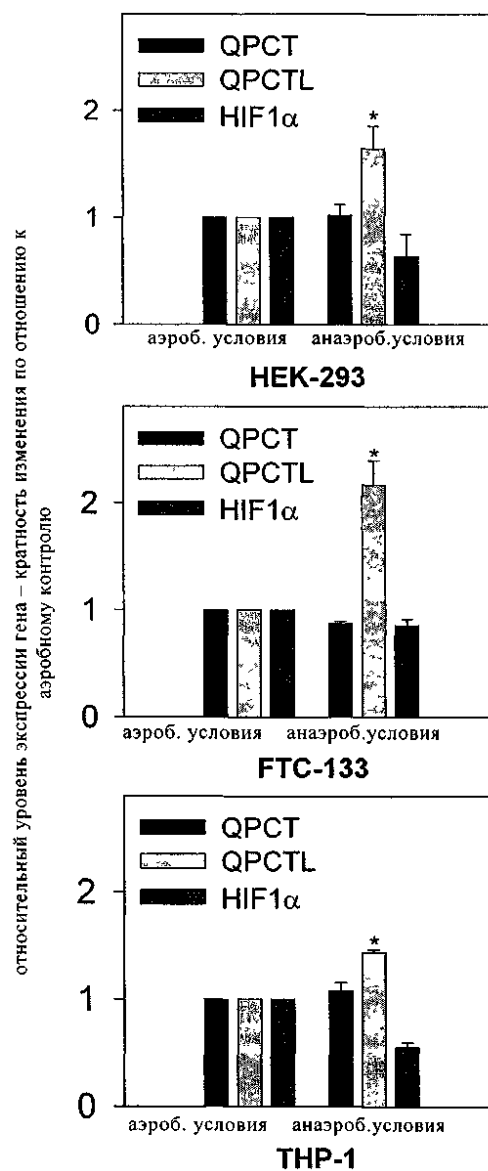 относительный уровень экспрессии гена – кратность изменения по отношению к
аэробному контролю
QPCT
QPCTL
HIF1α
2
*
1
0
аэроб. условия анаэроб.условия
HEK-293
QPCT
QPCTL
HIF1α
2
*
1
0
аэроб. условия анаэроб.условия
FTC-133
QPCT
QPCTL
HIF1α
2
*
1
0
аэроб. условия анаэроб.условия
THP-1